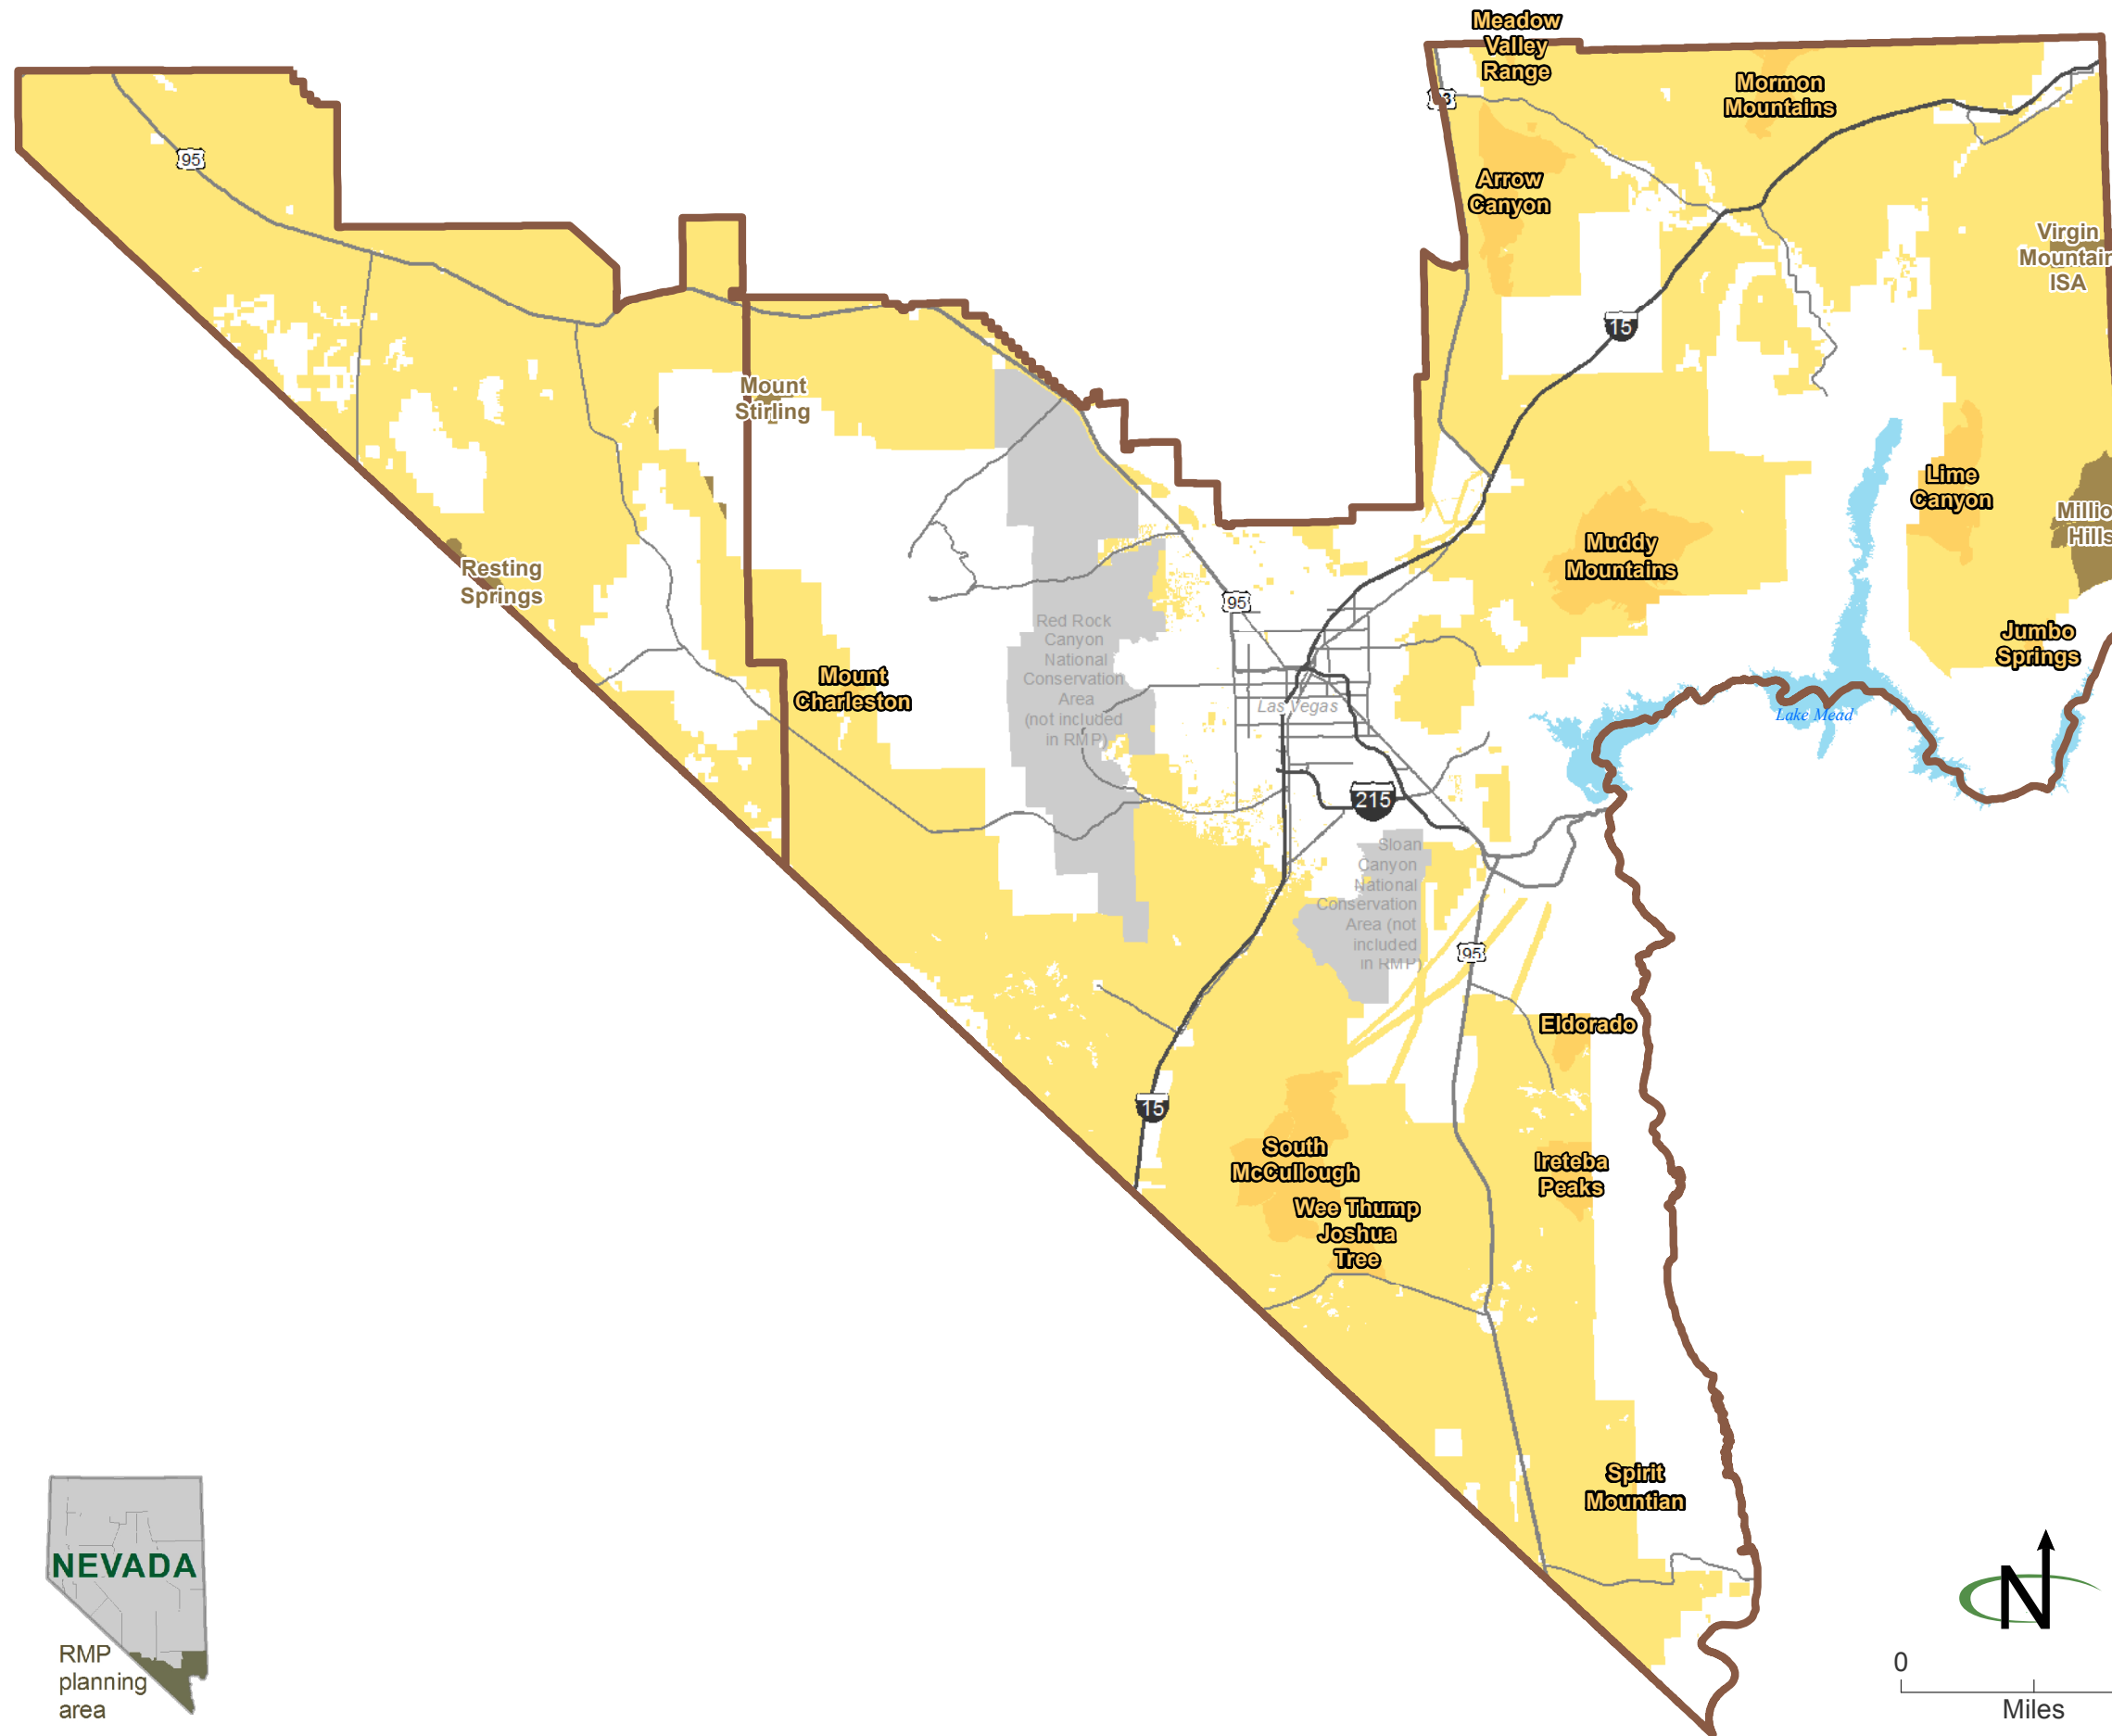 Meadow
Valley
Range
Mormon
Mountains
95
Arrow
Canyon
Virgin
Mountain
ISA
15
Mount
Stirling
Lime
Canyon
Millio
Hills
Muddy
Mountains
Resting
Springs
95
Red Rock
Canyon
National
Conservation
Area
(not included
in RMP)
Jumbo
Springs
Mount
Charleston
Las Vegas
Lake Mead
215
Sloan
Canyon
National
Conservation
Area (not
included
in RMP)
95
Eldorado
15
South
McCullough
Ireteba
Peaks
Wee Thump
Joshua
Tree
Spirit
Mountian
NEVADA
RMP
planning
area
N
0
Miles